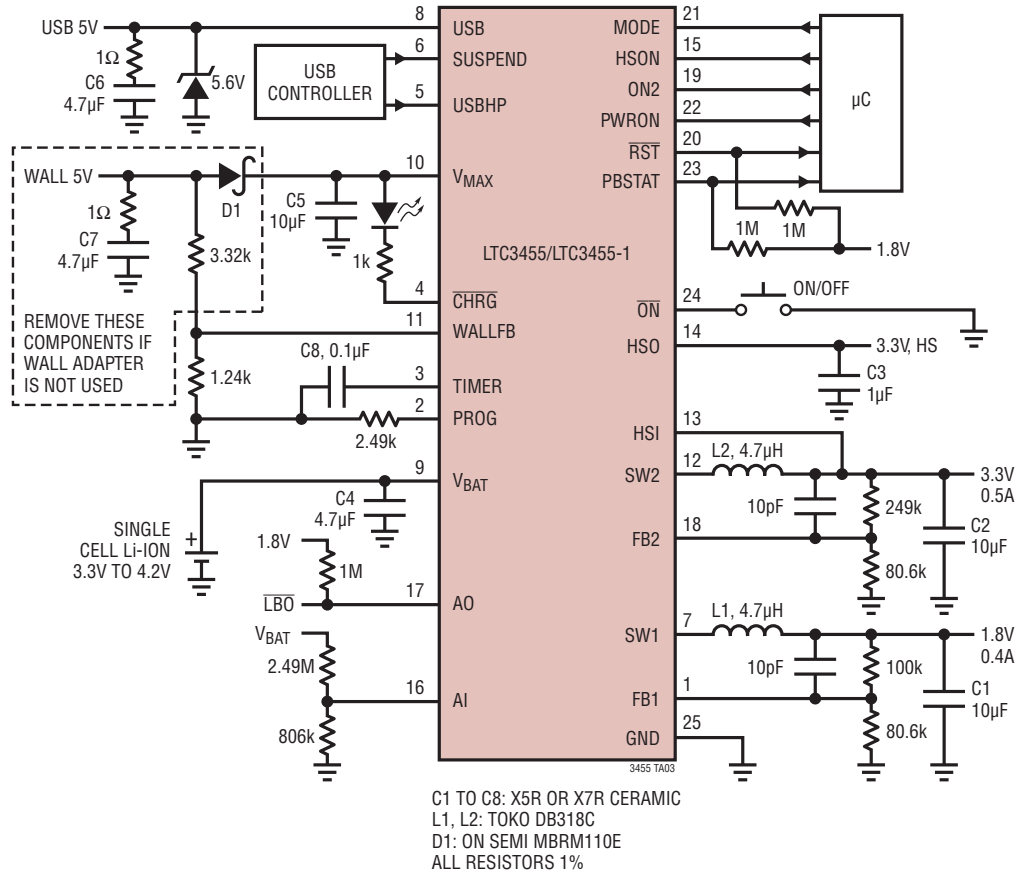 USB 5V
1Ω
C6
4.7µF
5.6V
USB
CONTROLLER
8
USB
6
SUSPEND
5
USBHP
WALL 5V
1Ω
C7
4.7µF
D1
3.32k
REMOVE THESE
COMPONENTS IF
WALL ADAPTER
IS NOT USED
1.24k
C5
10µF
1k
10
VMAX
4
CHRG
11
WALLFB
C8, 0.1µF
3
TIMER
2
PROG
2.49k
9
VBAT
C4
4.7µF
SINGLE
CELL Li-ION
3.3V TO 4.2V
+
1.8V
1M
LBO
17
AO
VBAT
2.49M
16
AI
806k
LTC3455/LTC3455-1
MODE
21
HSON
15
ON2
19
PWRON
22
RST
20
PBSTAT
23
µC
1M
1M
1.8V
ON
24
ON/OFF
HSO
14
3.3V, HS
C3
1µF
HSI
13
SW2
12
L2, 4.7µH
3.3V
0.5A
10pF
249k
C2
10µF
FB2
18
80.6k
SW1
7
L1, 4.7µH
1.8V
0.4A
10pF
100k
C1
10µF
FB1
1
80.6k
GND
25
3455 TA03
C1 TO C8: X5R OR X7R CERAMIC
L1, L2: TOKO DB318C
D1: ON SEMI MBRM110E
ALL RESISTORS 1%